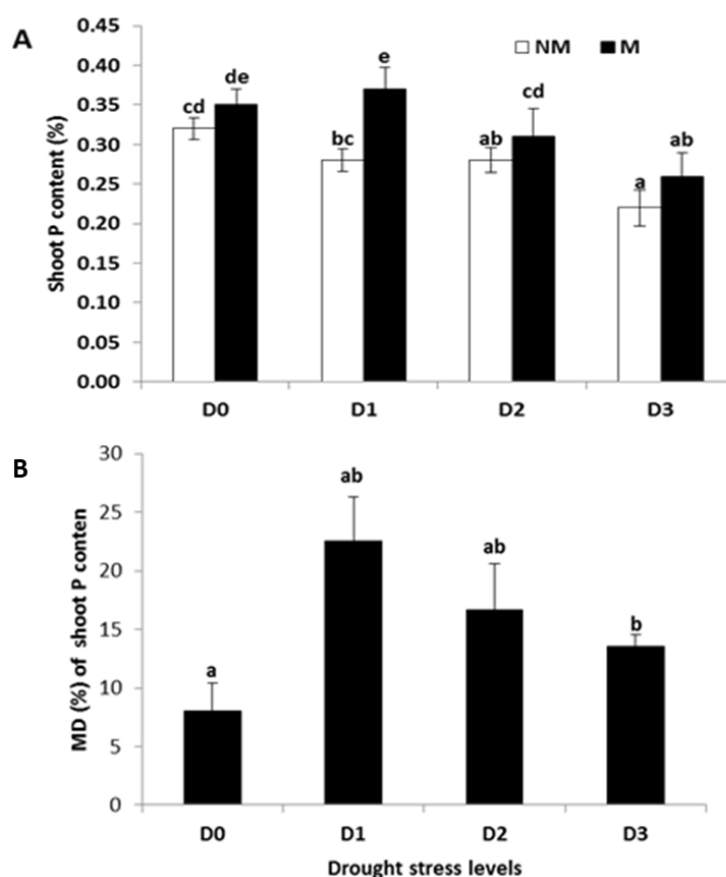 A
NM M
Shoot P content (%)
0.45
0.40
0.35
0.30
0.25
0.20
0.15
0.10
0.05
0.00
cd de bc e ab cd a ab
D0 D1 D2 D3
B
MD (%) of shoot P conten
30
25
20
15
10
5
0
a ab ab b
D0 D1 D2 D3
Drought stress levels